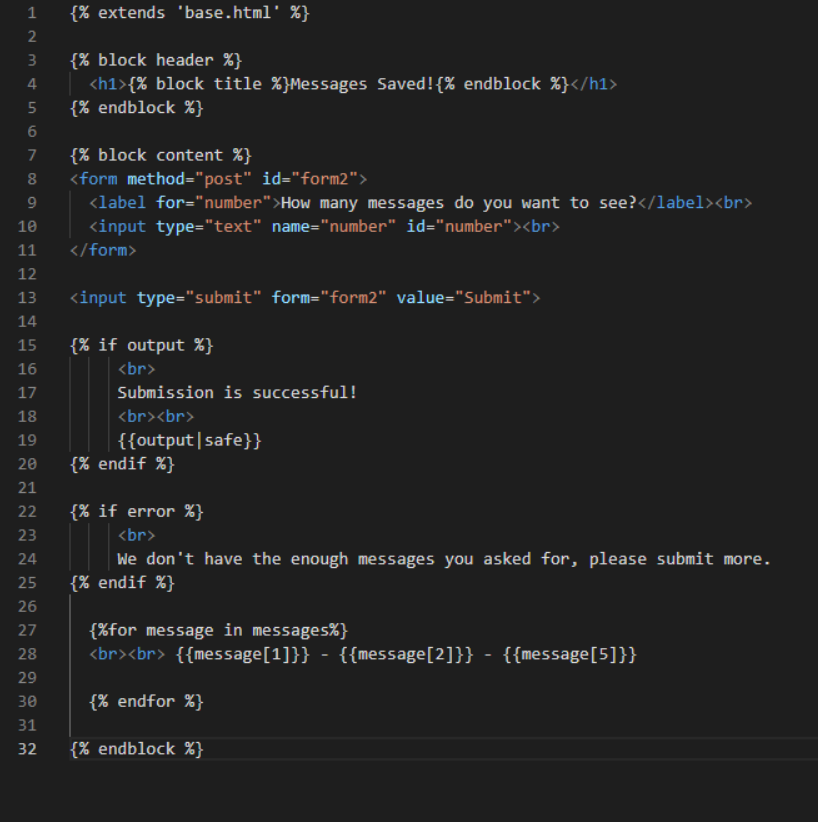 1 {% extends 'base.html' %}
2
3 {% block header %}
4 <h1>{% block title %}Messages Saved!{% endblock %}</h1>
5 {% endblock %}
6
7 {% block content %}
8 <form method="post" id="form2">
9 <label for="number">How many messages do you want to see?</label><br>
10 <input type="text" name="number" id="number"><br>
11 </form>
12
13 <input type="submit" form="form2" value="Submit">
14
15 {% if output %}
16 <br>
17 Submission is successful!
18 <br><br>
19 {{output|safe}}
20 {% endif %}
21
22 {% if error %}
23 <br>
24 We don't have the enough messages you asked for, please submit more.
25 {% endif %}
26
27 {%for message in messages%}
28 <br><br> {{message[1]}} - {{message[2]}} - {{message[5]}}
29
30 {% endfor %}
31
32 {% endblock %}